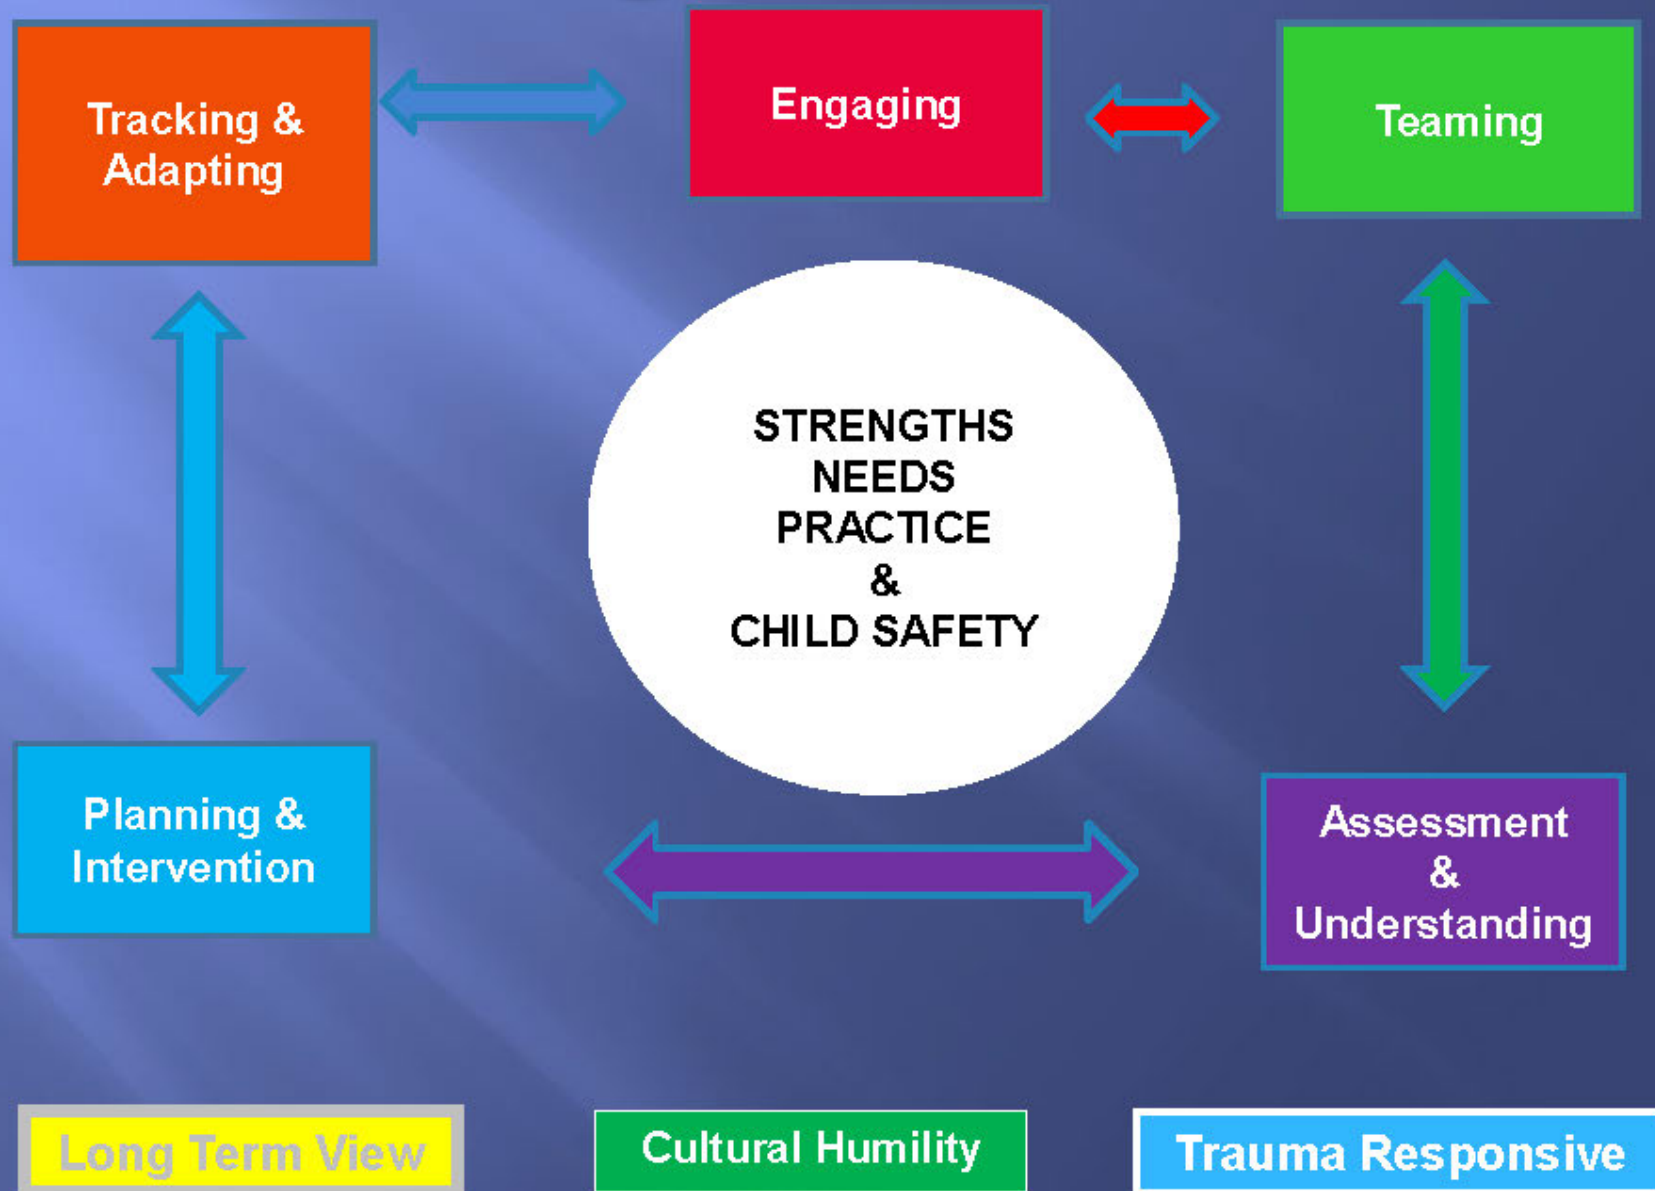 Tracking &
Adapting
Engaging
Teaming
STRENGTHS
NEEDS
PRACTICE
&
CHILD SAFETY
Planning &
Intervention
Assessment
&
Understanding
Long Term View
Cultural Humility
Trauma Responsive